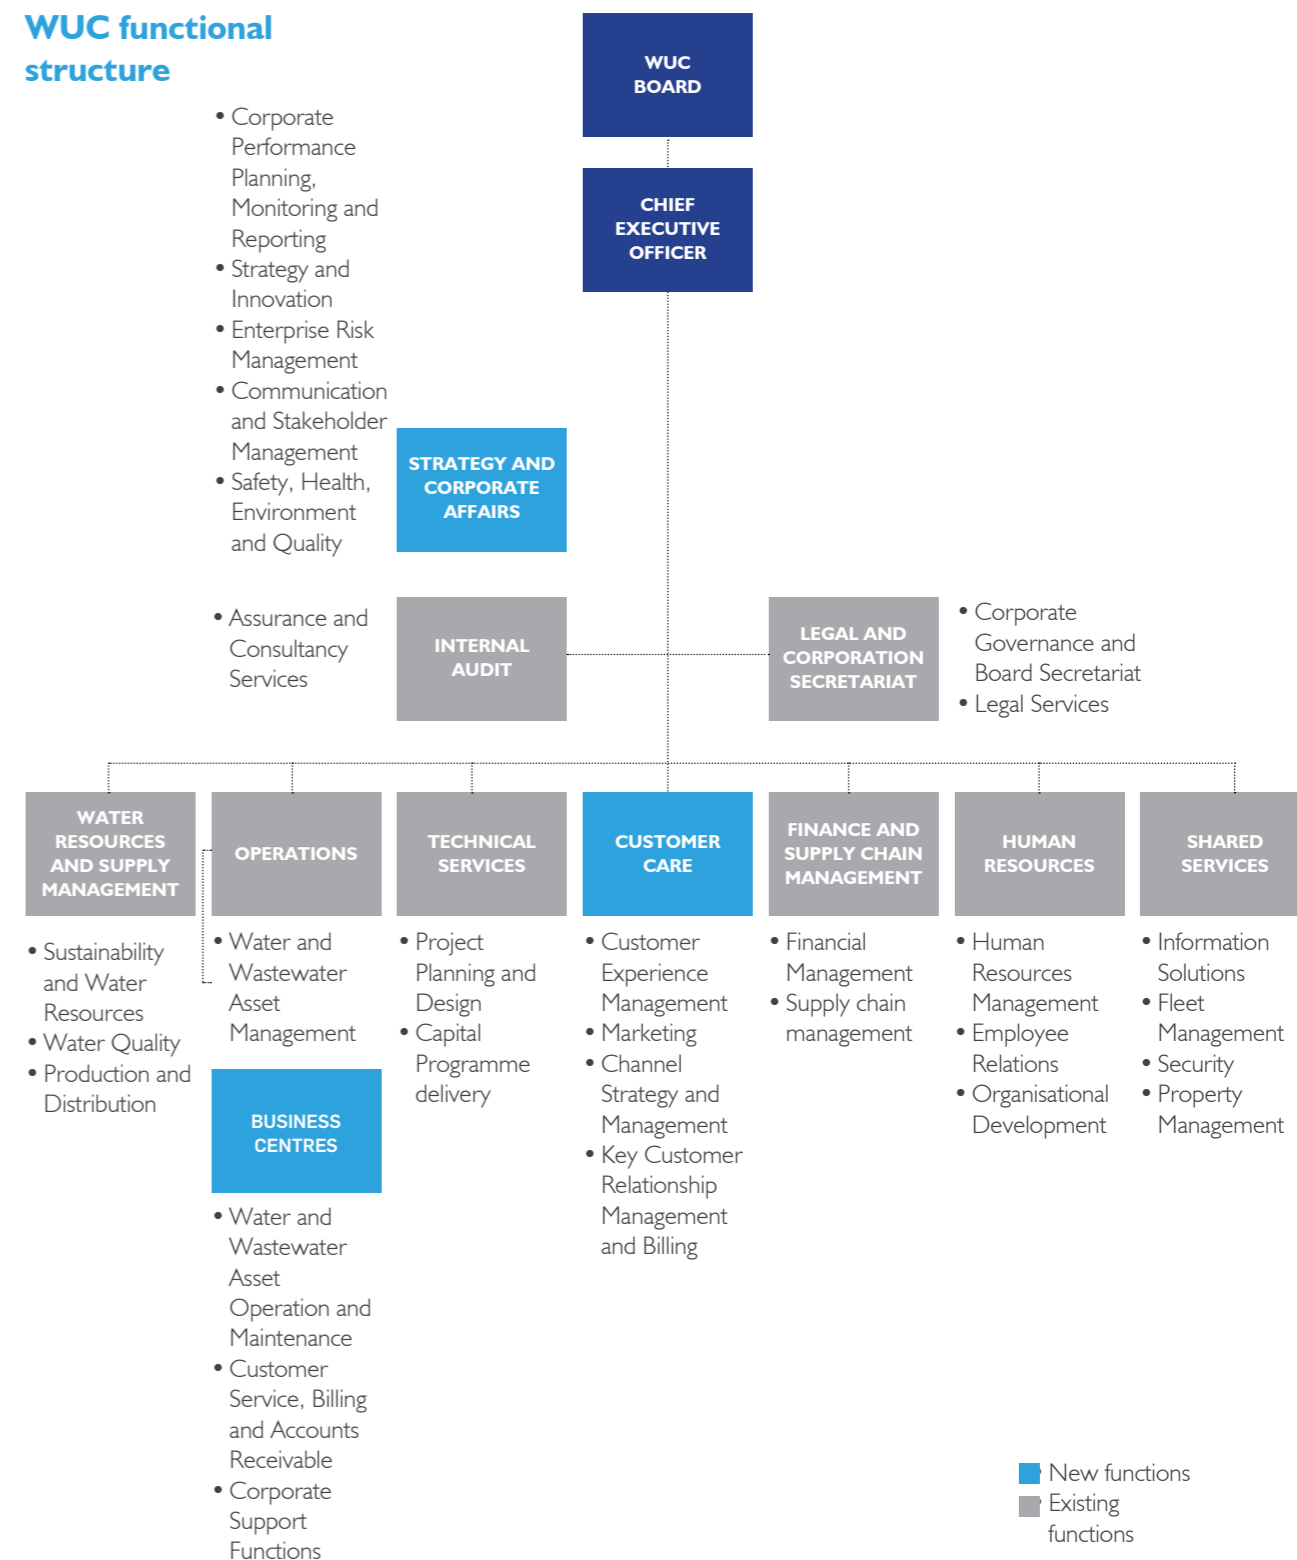 WUC functional
structure
WUC
BOARD
CHIEF
EXECUTIVE
OFFICER
• Corporate
Performance
Planning,
Monitoring and
Reporting
• Strategy and
Innovation
• Enterprise Risk
Management
• Communication
and Stakeholder
Management
• Safety, Health,
Environment
and Quality
STRATEGY AND
CORPORATE
AFFAIRS
• Assurance and
Consultancy
Services
INTERNAL
AUDIT
LEGAL AND
CORPORATION
SECRETARIAT
• Corporate
Governance and
Board Secretariat
• Legal Services
WATER
RESOURCES
AND SUPPLY
MANAGEMENT
• Sustainability
and Water
Resources
• Water Quality
• Production and
Distribution
OPERATIONS
• Water and
Wastewater
Asset
Management
BUSINESS
CENTRES
• Water and
Wastewater
Asset
Operation and
Maintenance
• Customer
Service, Billing
and Accounts
Receivable
• Corporate
Support
Functions
TECHNICAL
SERVICES
• Project
Planning and
Design
• Capital
Programme
delivery
CUSTOMER
CARE
• Customer
Experience
Management
• Marketing
• Channel
Strategy and
Management
• Key Customer
Relationship
Management
and Billing
FINANCE AND
SUPPLY CHAIN
MANAGEMENT
• Financial
Management
• Supply chain
management
HUMAN
RESOURCES
• Human
Resources
Management
• Employee
Relations
• Organisational
Development
SHARED
SERVICES
• Information
Solutions
• Fleet
Management
• Security
• Property
Management
• New functions
• Existing
functions